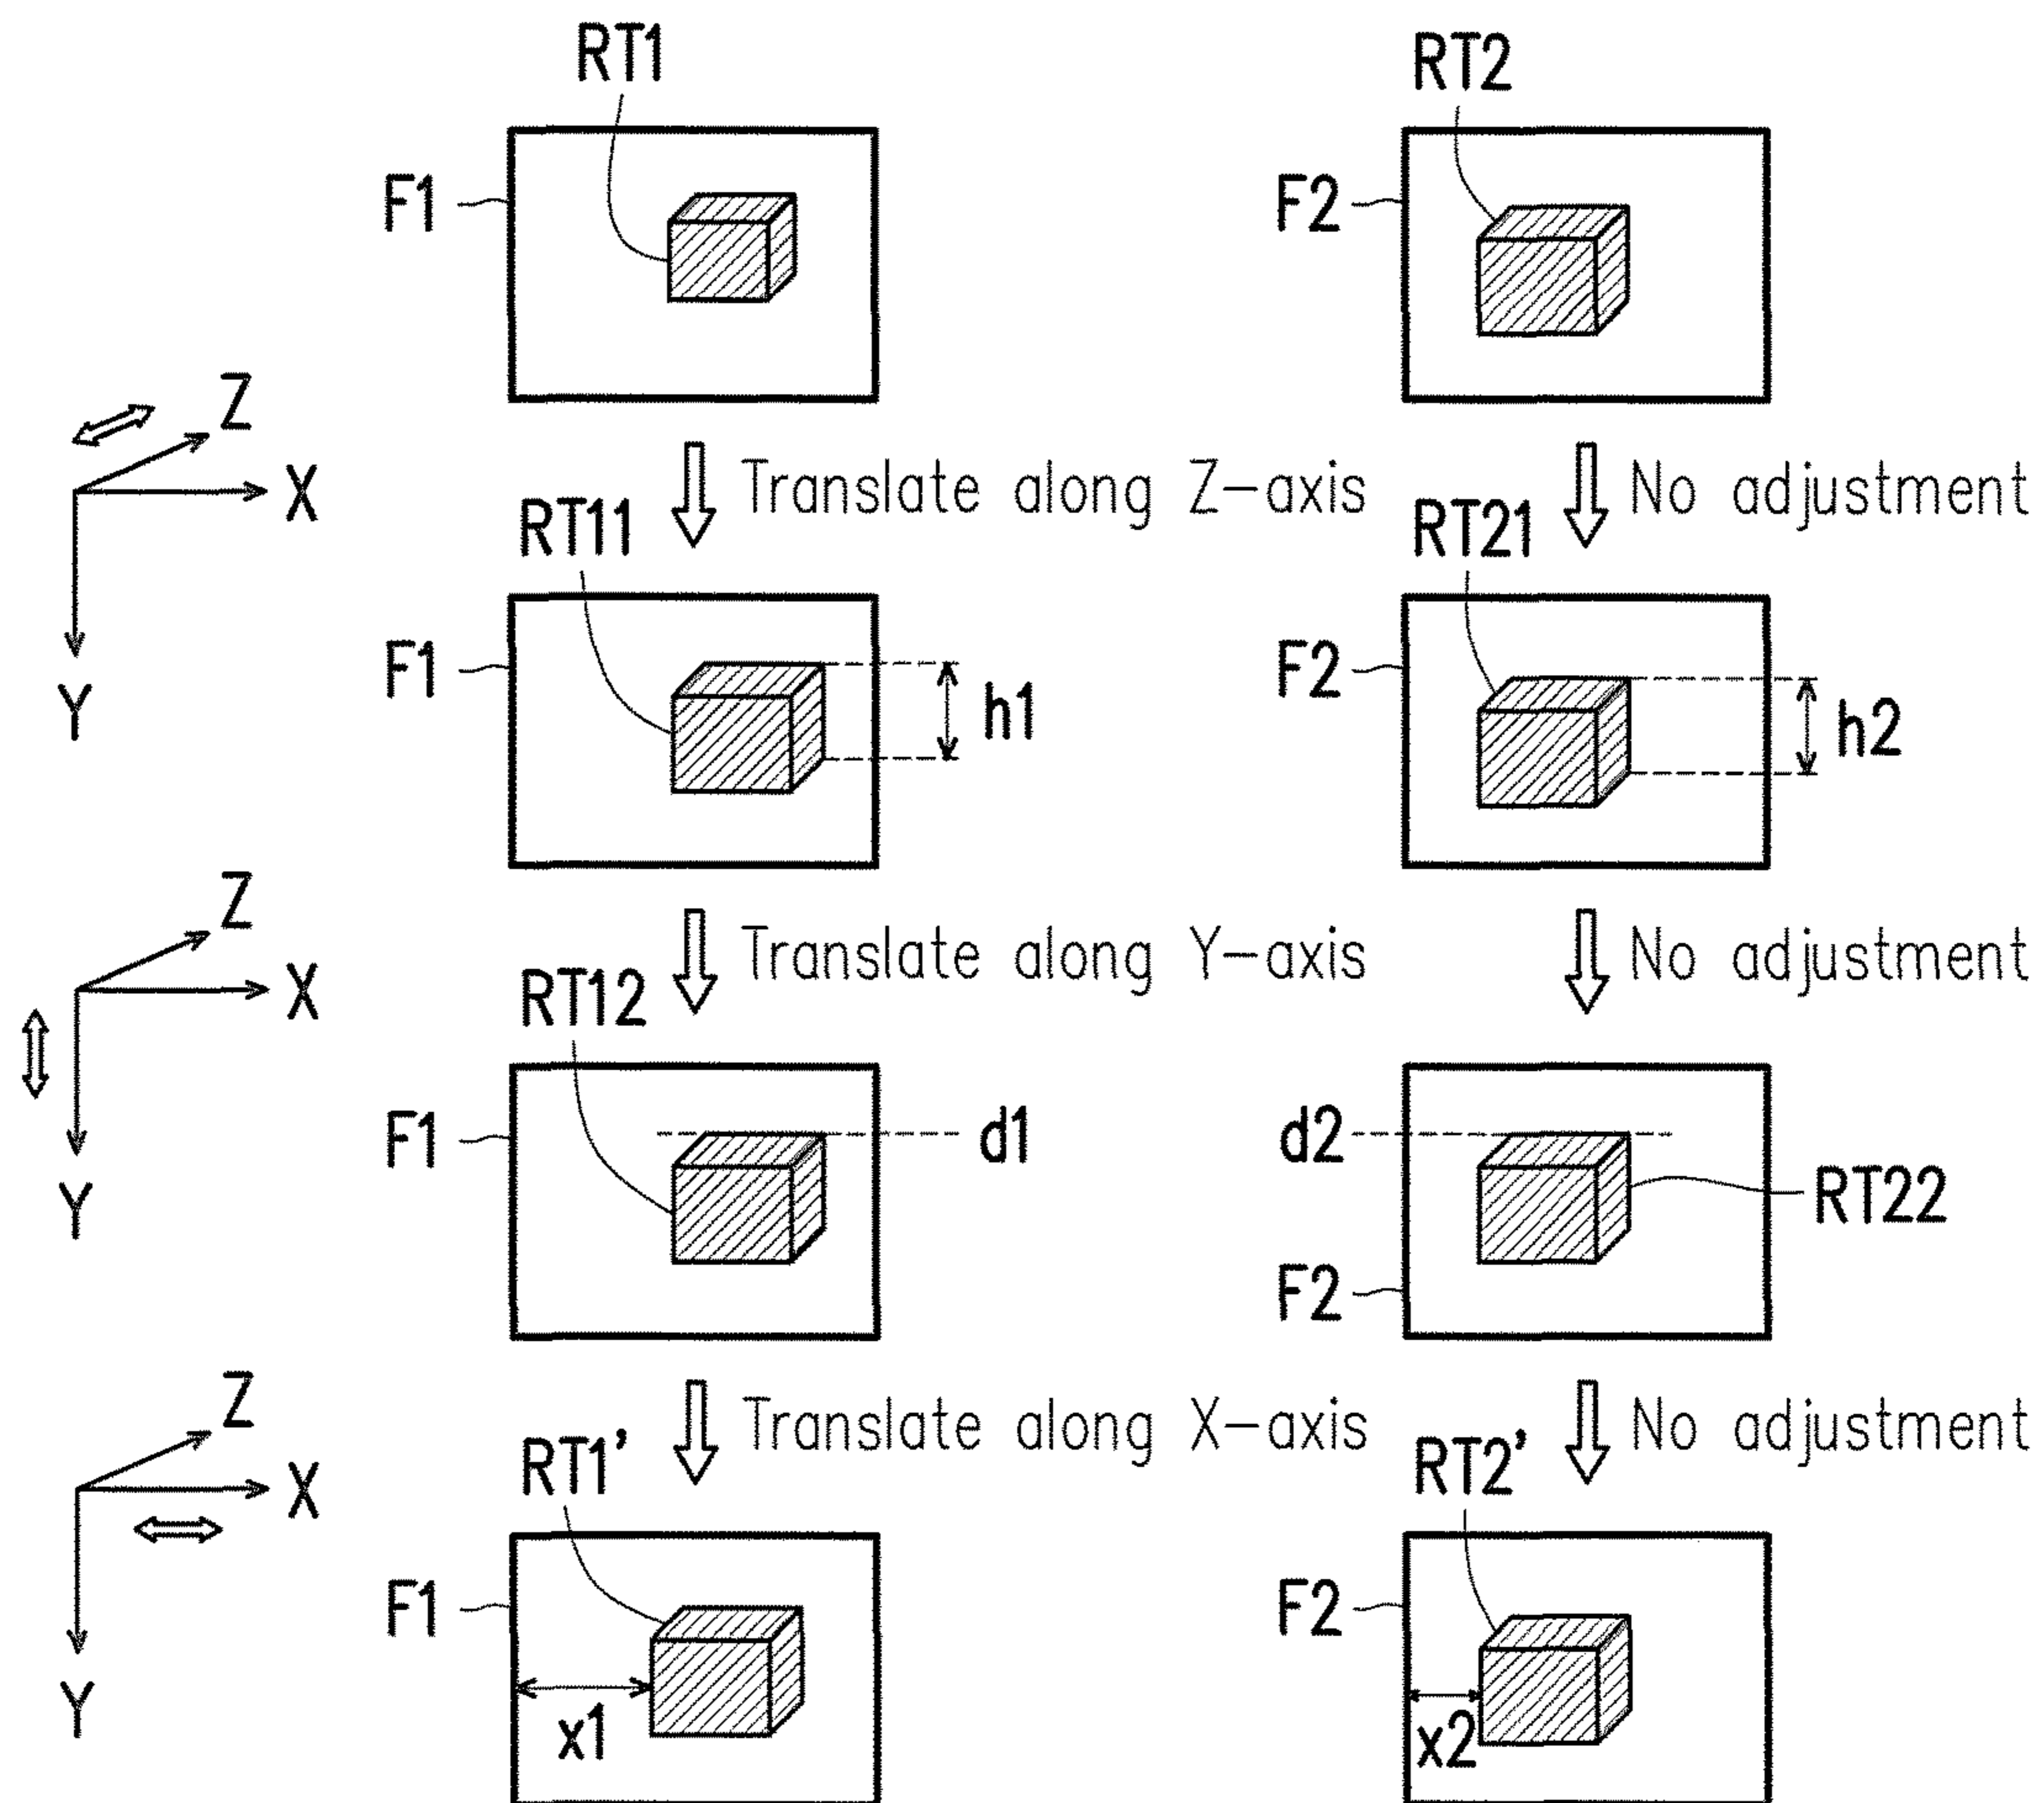 RT1 RT2
F1 F2
Z
X
Y
Translate along Z-axis No adjustment
RT11 RT21
F1 h1 F2 h2
Z
X
Y
Translate along Y-axis No adjustment
RT12
F1 d1 d2
RT22
F2
Z
X
Y
Translate along X-axis No adjustment
RT1' RT2'
F1 F2
x1 x2